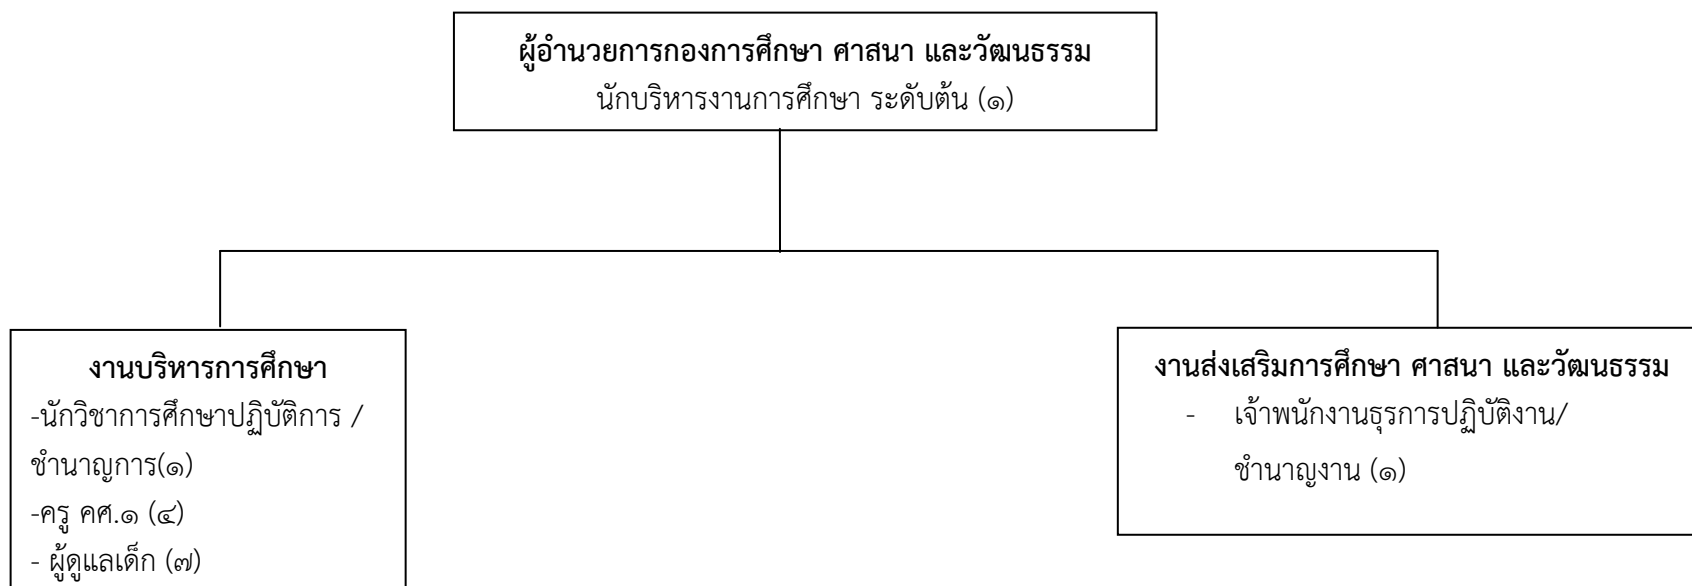 ผู้อำนวยการกองการศึกษา ศาสนา และวัฒนธรรม
นักบริหารงานการศึกษา ระดับต้น (๑)
งานบริหารการศึกษา
-นักวิชาการศึกษาปฏิบัติการ /
ชำนาญการ(๑)
-ครู คศ.๑ (๔)
- ผู้ดูแลเด็ก (๗)
งานส่งเสริมการศึกษา ศาสนา และวัฒนธรรม
- เจ้าพนักงานธุรการปฏิบัติงาน/
ชำนาญงาน (๑)